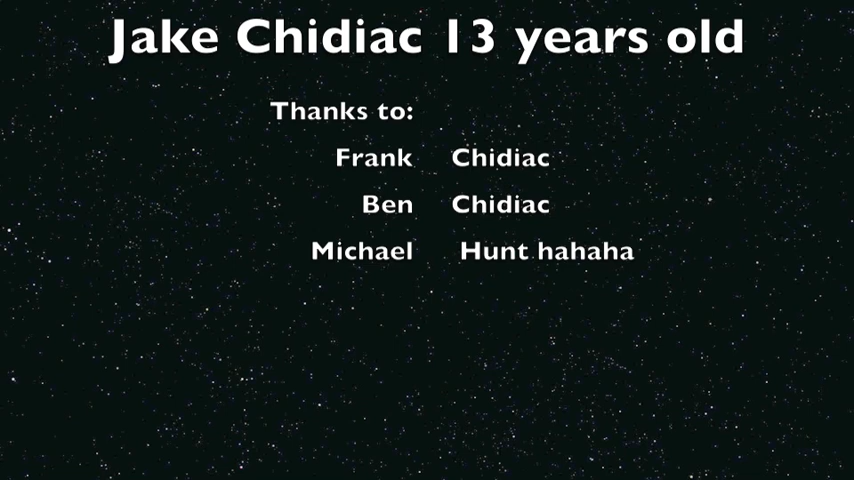 Jake Chidiac 13 years old
Thanks to:
Frank Chidiac
Ben Chidiac
Michael Hunt hahaha